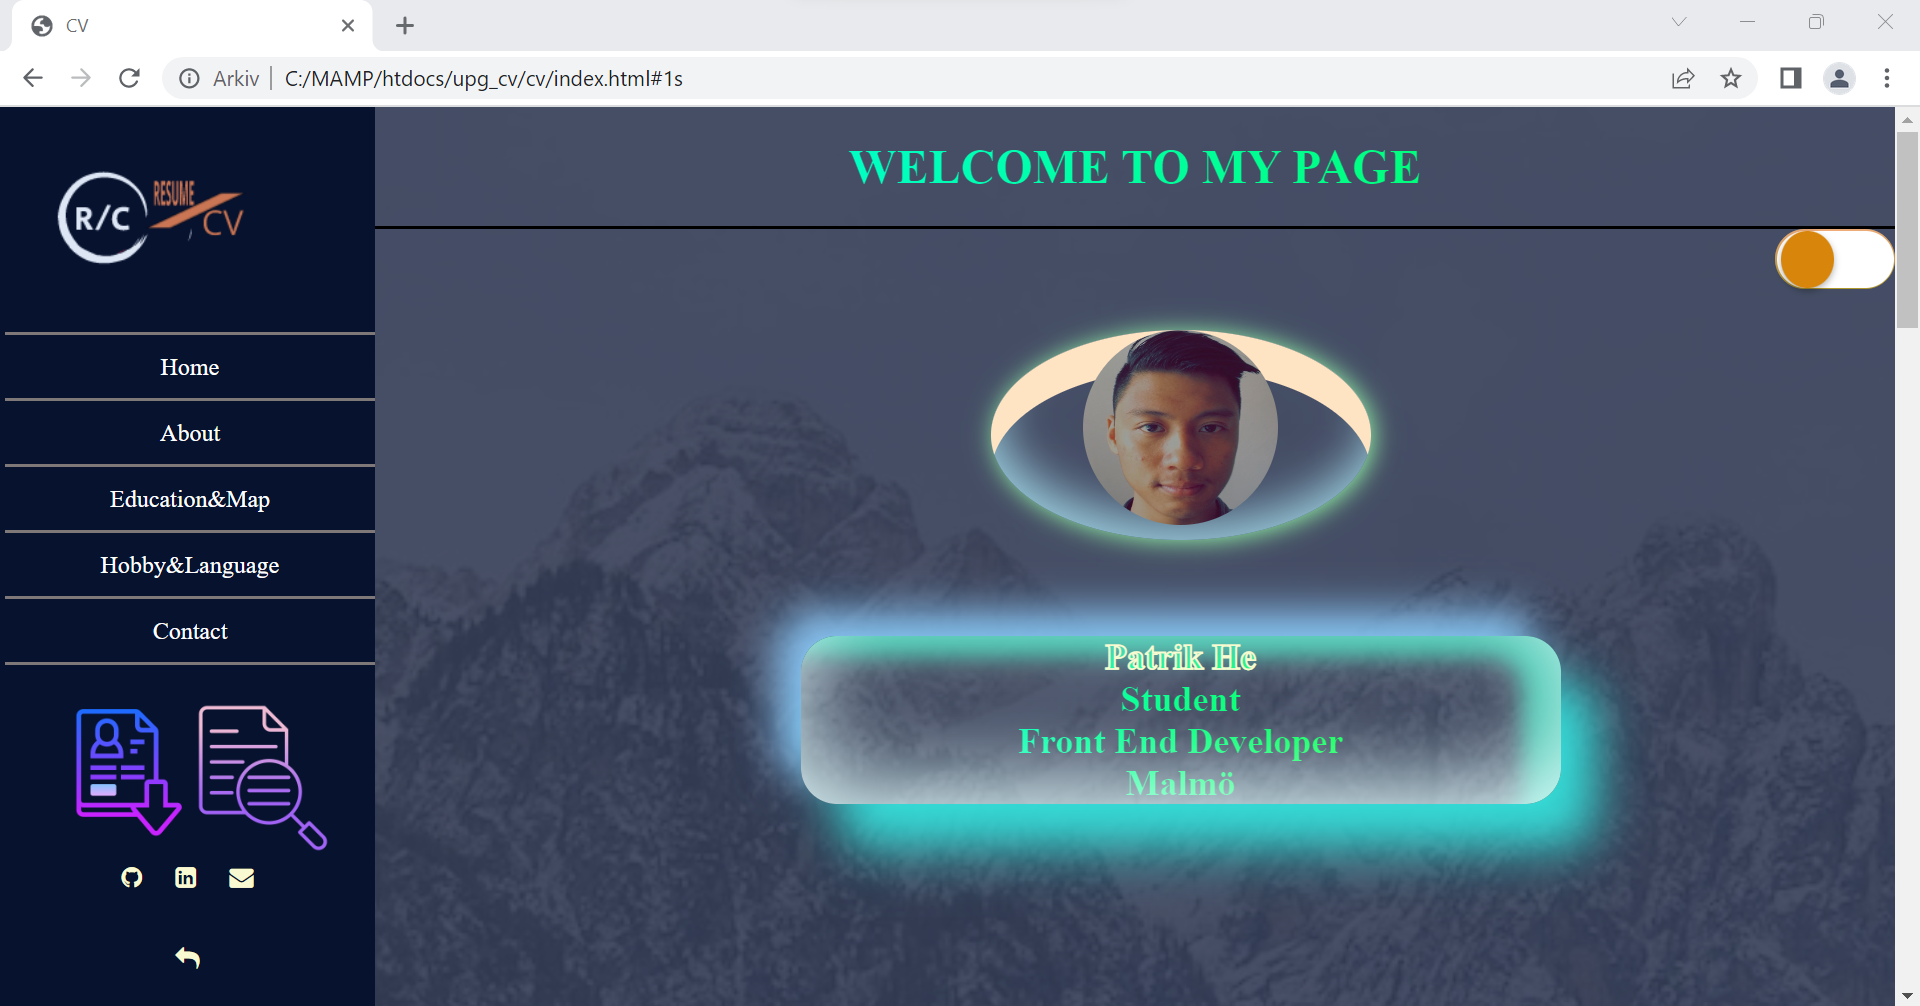 CV
Arkiv
C:/MAMP/htdocs/upg_cv/cv/index.html#1s
R/C
RESUME
CV
WELCOME TO MY PAGE
Home
About
Education&Map
Hobby&Language
Contact
in
Patrik He
Student
Front End Developer
Malmö